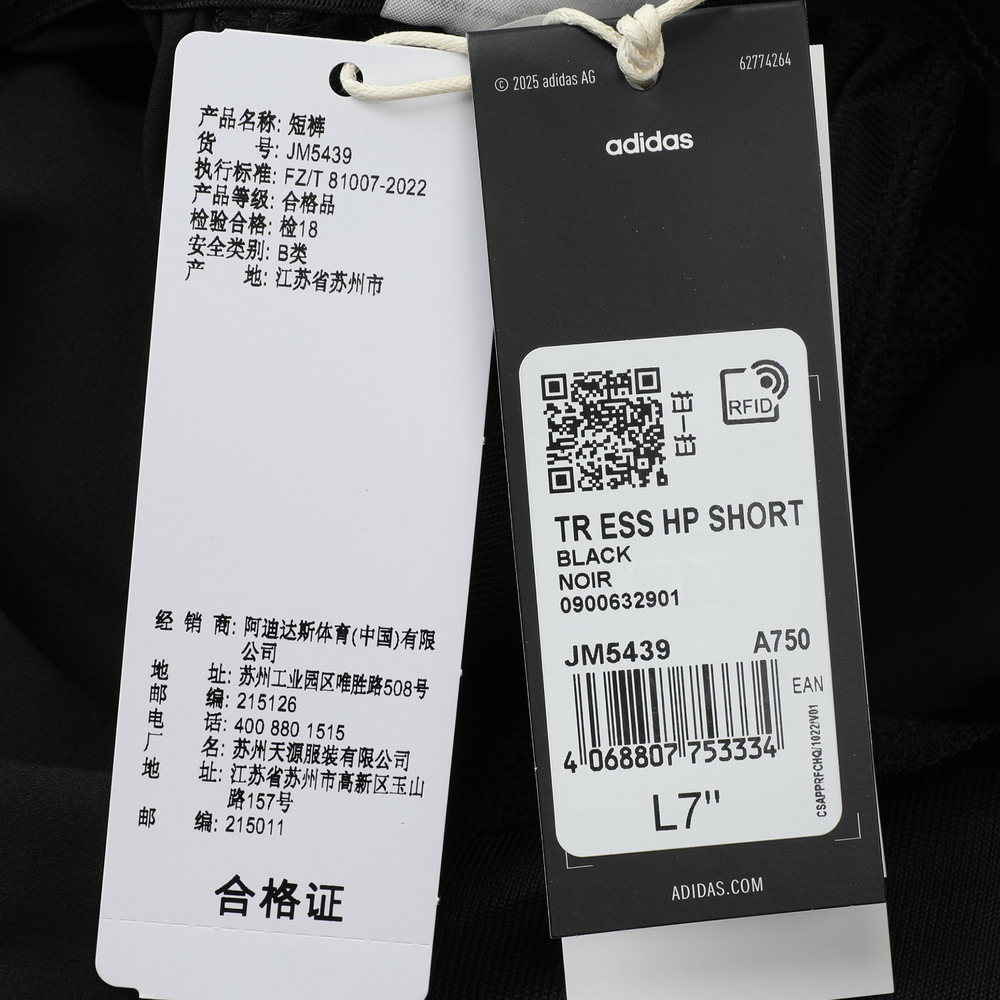 产品名称: 短裤
货 号: JM5439
执行标准: FZ/T 81007-2022
产品等级: 合格品
检验合格: 检18
安全类别: B类
产 地: 江苏省苏州市
经 销 商: 阿迪达斯体育(中国)有限
公司
地 址: 苏州工业园区唯胜路508号
邮 编: 215126
电 话: 400 880 1515
厂 名: 苏州天源服装有限公司
地 址: 江苏省苏州市高新区玉山
路157号
邮 编: 215011
合格证
© 2025 adidas AG
62774264
adidas
扫一扫
RFID
TR ESS HP SHORT
BLACK
NOIR
0900632901
JM5439 A750
EAN
4 068807 753334
CSAPPRFCHQ/1022/V01
L7"
ADIDAS.COM